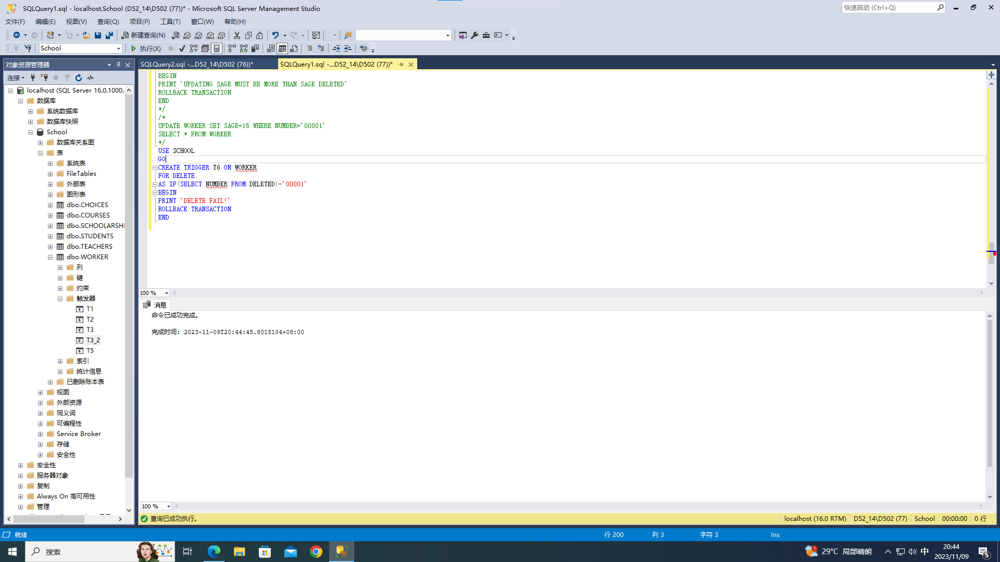 SQLQuery1.sql - localhost.School (D52_14\D502 (77))* - Microsoft SQL Server Management Studio
快速启动 (Ctrl+Q)
文件(F) 编辑(E) 视图(V) 查询(Q) 项目(P) 工具(T) 窗口(W) 帮助(H)
新建查询(N) MDX DMX XMLA DAX
School 执行(X)
对象资源管理器
SQLQuery2.sql -...D52_14\D502 (76))*
SQLQuery1.sql -...D52_14\D502 (77))*
连接
localhost (SQL Server 16.0.1000.
数据库
系统数据库
数据库快照
School
数据库关系图
表
系统表
FileTables
外部表
图形表
dbo.CHOICES
dbo.COURSES
dbo.SCHOOLARSHI
dbo.STUDENTS
dbo.TEACHERS
dbo.WORKER
列
键
约束
触发器
T1
T2
T3
T3_2
T5
索引
统计信息
已删除账本表
视图
外部资源
同义词
可编程性
Service Broker
存储
安全性
安全性
服务器对象
复制
Always On 高可用性
管理
BEGIN
PRINT 'UPDATING SAGE MUST BE MORE THAN SAGE DELETED'
ROLLBACK TRANSACTION
END
*/
/*
UPDATE WORKER SET SAGE=15 WHERE NUMBER='00001'
SELECT * FROM WORKER
*/
USE SCHOOL
GO
CREATE TRIGGER T6 ON WORKER
FOR DELETE
AS IF(SELECT NUMBER FROM DELETED)='00001'
BEGIN
PRINT 'DELETE FAIL!'
ROLLBACK TRANSACTION
END
100 %
消息
命令已成功完成。
完成时间: 2023-11-09T20:44:45.8015104+08:00
100 %
查询已成功执行。
localhost (16.0 RTM) D52_14\D502 (77) School 00:00:00 0 行
就绪
行 200 列 3 字符 3 Ins
搜索
1 29°C 局部晴朗
中
20:44
2023/11/09
5